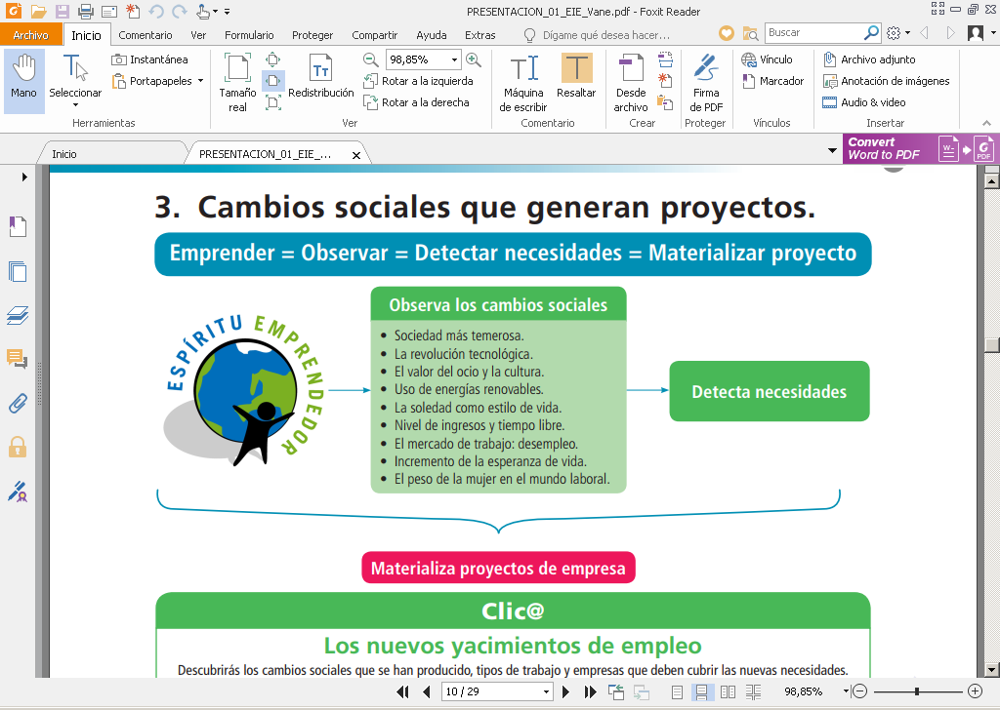 PRESENTACION_01_EIE_Vane.pdf - Foxit Reader
Archivo Inicio Comentario Ver Formulario Proteger Compartir Ayuda Extras Dígame qué desea hacer... Buscar
Mano
Seleccionar
Instantánea
Portapapeles
Herramientas
Tamaño real
98,85%
Rotar a la izquierda
Rotar a la derecha
Redistribución
Ver
Máquina de escribir
Resaltar
Comentario
Desde archivo
Crear
Firma de PDF
Proteger
Vínculo
Marcador
Vínculos
Archivo adjunto
Anotación de imágenes
Audio & video
Insertar
Inicio
PRESENTACION_01_EIE_...
Convert
Word to PDF
3. Cambios sociales que generan proyectos.
Emprender = Observar = Detectar necesidades = Materializar proyecto
ESPÍRITU EMPRENDEDOR
Observa los cambios sociales
• Sociedad más temerosa.
• La revolución tecnológica.
• El valor del ocio y la cultura.
• Uso de energías renovables.
• La soledad como estilo de vida.
• Nivel de ingresos y tiempo libre.
• El mercado de trabajo: desempleo.
• Incremento de la esperanza de vida.
• El peso de la mujer en el mundo laboral.
Detecta necesidades
Materializa proyectos de empresa
Clic@
Los nuevos yacimientos de empleo
Descubrirás los cambios sociales que se han producido, tipos de trabajo y empresas que deben cubrir las nuevas necesidades.
10 / 29
98,85%